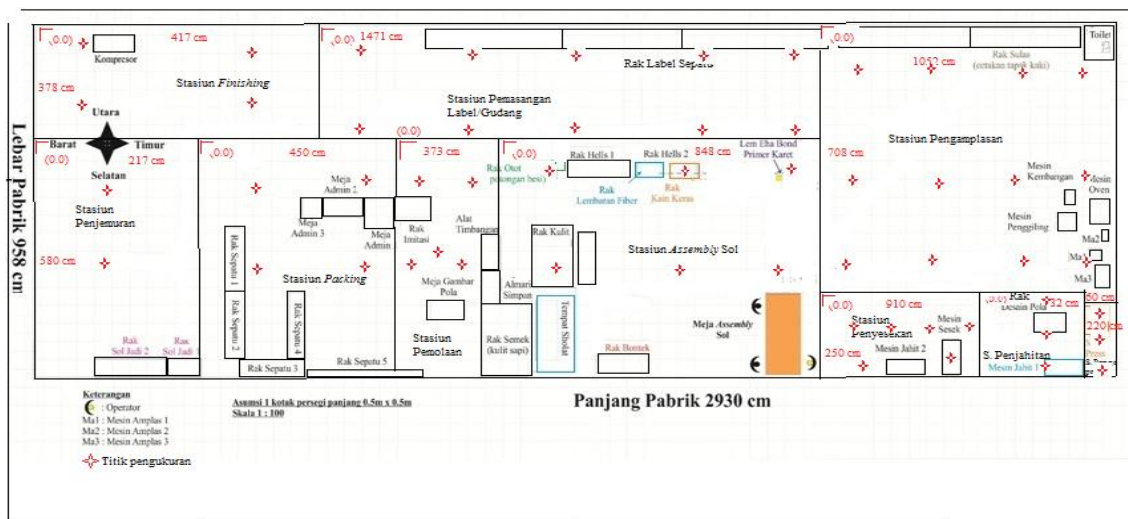 (0.0)
417 cm
(0.0)
1471 cm
(0.0)
Toilet
Kompresor
Rak Label Sepatu
1052 cm
Rak Sulas
(cetakan tapak kaki)
378 cm
Stasiun Finishing
Stasiun Pemasangan
Label/Gudang
Utara
Barat
Timur
Selatan
Stasiun Pengamplasan
(0.0)
217 cm
(0.0)
450 cm
(0.0)
373 cm
(0.0)
848 cm
708 cm
Lem Eha Bond
Primer Karet
Rak Otot
potongan besi)
Rak Hells 1
Rak Hells 2
Rak
Lembaran Fiber
Rak
Kain Keras
Mesin
Kembangan
Mesin
Oven
Meja
Admin 2
Meja
Admin 3
Meja
Admin
Rak
Imitasi
Alat
Timbangan
Rak Kulit
Mesin
Penggiling
Ma2
Ma3
Stasiun
Penjemuran
580 cm
Rak Sepatu 1
Stasiun Packing
Stasiun Assembly Sol
Meja Gambar
Pola
Almari
Simpon
Rak Sepatu 2
Rak Sepatu 4
Rak Semek
(kulit sapi)
Tempat Sholat
Meja Assembly
Sol
(0.0)
910 cm
(0.0)
Rak
Desain Pola
32 cm
60 cm
220 cm
Press
Stasiun
Penyesekan
Mesin
Sesek
250 cm
Mesin Jahit 2
S. Penjahitan
Mesin Jahit 1
Stasiun
Pemolaan
Rak
Sol Jadi 2
Rak
Sol Jadi 1
Rak Sepatu 3
Rak Sepatu 5
Rak Bontek
Lebar Pabrik 958 cm
Panjang Pabrik 2930 cm
Keterangan
: Operator
Ma1 : Mesin Amplas 1
Ma2 : Mesin Amplas 2
Ma3 : Mesin Amplas 3
Titik pengukuran
Asumsi 1 kotak persegi panjang 0.5m x 0.5m
Skala 1 : 100